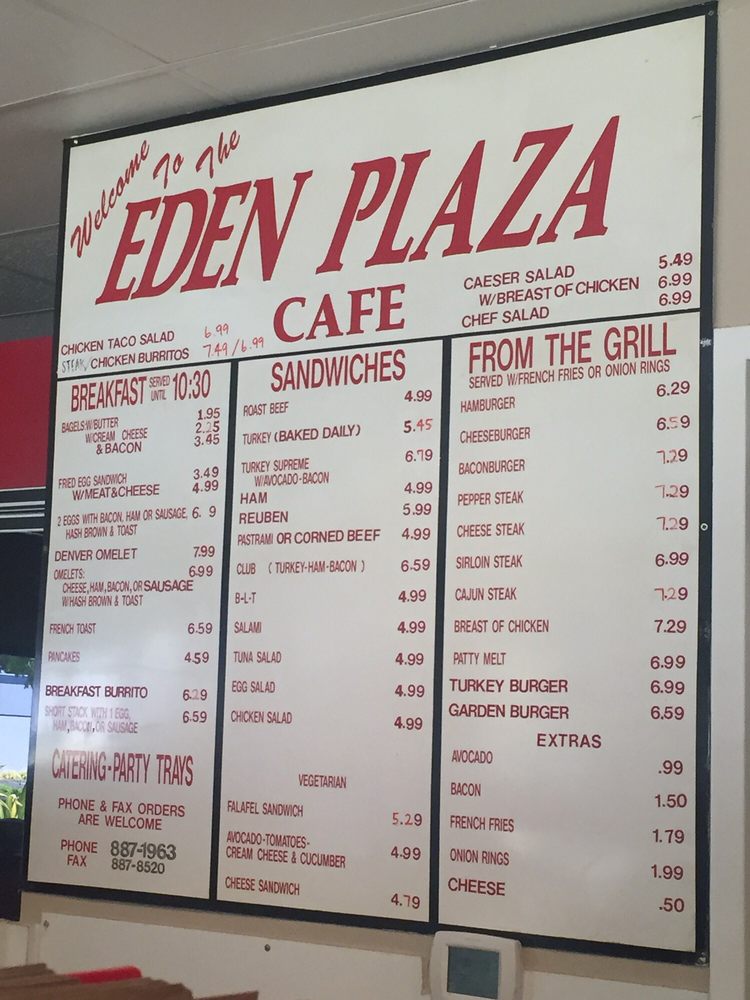 Welcome To The
EDEN PLAZA
CAFE
CHICKEN TACO SALAD 6.99
STEAK/CHICKEN BURRITOS 7.49/6.99
CAESER SALAD 5.49
W/BREAST OF CHICKEN 6.99
CHEF SALAD 6.99
BREAKFAST SERVED UNTIL 10:30
BAGELS:W/BUTTER 1.95
W/CREAM CHEESE 2.25
& BACON 3.45
FRIED EGG SANDWICH 3.49
W/MEAT & CHEESE 4.99
2 EGGS WITH BACON, HAM OR SAUSAGE, 6. 9
HASH BROWN & TOAST
DENVER OMELET 7.99
OMELETS: 6.99
CHEESE, HAM, BACON, OR SAUSAGE
W/HASH BROWN & TOAST
FRENCH TOAST 6.59
PANCAKES 4.59
BREAKFAST BURRITO 6.29
SHORT STACK WITH 1 EGG, 6.59
HAM, BACON, OR SAUSAGE
CATERING-PARTY TRAYS
PHONE & FAX ORDERS
ARE WELCOME
PHONE 887-1963
FAX 887-8520
SANDWICHES
ROAST BEEF 4.99
TURKEY (BAKED DAILY) 5.45
TURKEY SUPREME 6.79
W/AVOCADO-BACON
HAM 4.99
REUBEN 5.99
PASTRAMI OR CORNED BEEF 4.99
CLUB ( TURKEY-HAM-BACON ) 6.59
B-L-T 4.99
SALAMI 4.99
TUNA SALAD 4.99
EGG SALAD 4.99
CHICKEN SALAD 4.99
VEGETARIAN
FALAFEL SANDWICH 5.29
AVOCADO-TOMATOES-
CREAM CHEESE & CUCUMBER 4.99
CHEESE SANDWICH 4.79
FROM THE GRILL
SERVED W/FRENCH FRIES OR ONION RINGS
HAMBURGER 6.29
CHEESEBURGER 6.59
BACONBURGER 7.29
PEPPER STEAK 7.29
CHEESE STEAK 7.29
SIRLOIN STEAK 6.99
CAJUN STEAK 7.29
BREAST OF CHICKEN 7.29
PATTY MELT 6.99
TURKEY BURGER 6.99
GARDEN BURGER 6.59
EXTRAS
AVOCADO .99
BACON 1.50
FRENCH FRIES 1.79
ONION RINGS 1.99
CHEESE .50